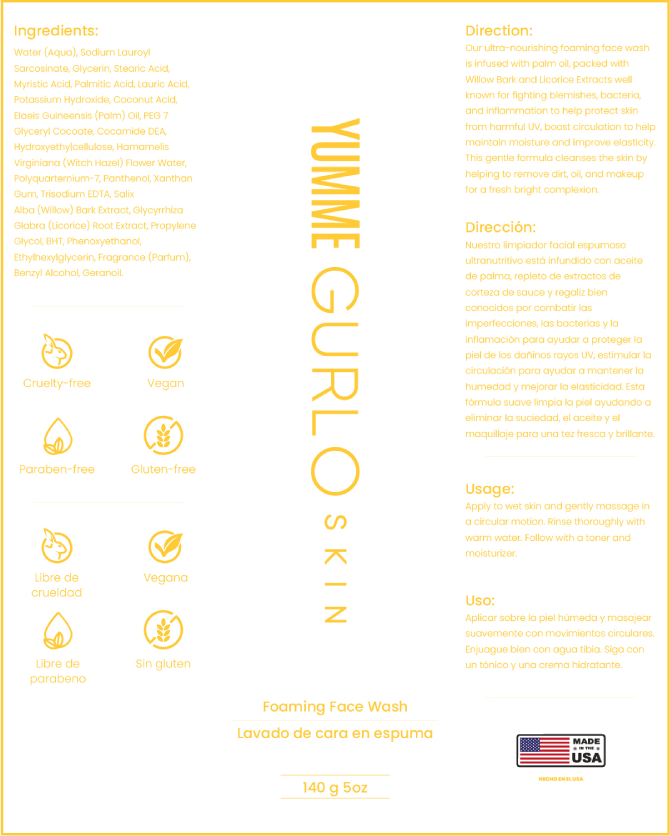 Ingredients:
Water (Aqua), Sodium Lauroyl
Sarcosinate, Glycerin, Stearic Acid,
Myristic Acid, Palmitic Acid, Lauric Acid,
Potassium Hydroxide, Coconut Acid,
Elaeis Guineensis (Palm) Oil, PEG 7
Glyceryl Cocoate, Cocamide DEA,
Hydroxyethylcellulose, Hamamelis
Virginiana (Witch Hazel) Flower Water,
Polyquarternium-7, Panthenol, Xanthan
Gum, Trisodium EDTA, Salix
Alba (Willow) Bark Extract, Glycyrrhiza
Glabra (Licorice) Root Extract, Propylene
Glycol, BHT, Phenoxyethanol,
Ethylhexylglycerin, Fragrance (Parfum),
Benzyl Alcohol, Geranoil.
Cruelty-free
Vegan
Paraben-free
Gluten-free
Libre de
crueldad
Vegana
Libre de
parabeno
Sin gluten
YUMME GURLO SKIN
Foaming Face Wash
Lavado de cara en espuma
140 g 5oz
Direction:
Our ultra-nourishing foaming face wash
is infused with palm oil, packed with
Willow Bark and Licorice Extracts well
known for fighting blemishes, bacteria,
and inflammation to help protect skin
from harmful UV, boast circulation to help
maintain moisture and improve elasticity.
This gentle formula cleanses the skin by
helping to remove dirt, oil, and makeup
for a fresh bright complexion.
Dirección:
Nuestro limpiador facial espumoso
ultranutritivo está infundido con aceite
de palma, repleto de extractos de
corteza de sauce y regaliz bien
conocidos por combatir las
imperfecciones, las bacterias y la
inflamación para ayudar a proteger la
piel de los dañinos rayos UV, estimular la
circulación para ayudar a mantener la
humedad y mejorar la elasticidad. Esta
fórmula suave limpia la piel ayudando a
eliminar la suciedad, el aceite y el
maquillaje para una tez fresca y brillante.
Usage:
Apply to wet skin and gently massage in
a circular motion. Rinse thoroughly with
warm water. Follow with a toner and
moisturizer.
Uso:
Aplicar sobre la piel húmeda y masajear
suavemente con movimientos circulares.
Enjuague bien con agua tibia. Siga con
un tónico y una crema hidratante.
MADE
IN THE
USA
HECHO EN EL USA